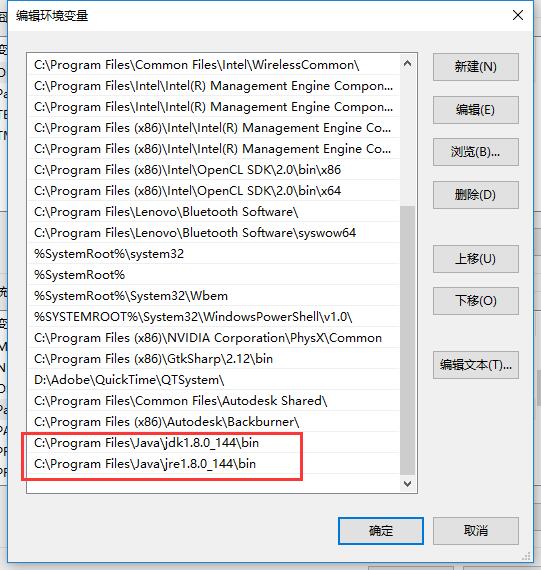 编辑环境变量
C:\Program Files\Common Files\Intel\WirelessCommon\
C:\Program Files\Intel\Intel(R) Management Engine Compon...
C:\Program Files (x86)\Intel\Intel(R) Management Engine Co...
C:\Program Files\Intel\Intel(R) Management Engine Compon...
C:\Program Files (x86)\Intel\Intel(R) Management Engine Co...
C:\Program Files (x86)\Intel\OpenCL SDK\2.0\bin\x86
C:\Program Files (x86)\Intel\OpenCL SDK\2.0\bin\x64
C:\Program Files\Lenovo\Bluetooth Software\
C:\Program Files\Lenovo\Bluetooth Software\syswow64
%SystemRoot%\system32
%SystemRoot%
%SystemRoot%\System32\Wbem
%SYSTEMROOT%\System32\WindowsPowerShell\v1.0\
C:\Program Files (x86)\NVIDIA Corporation\PhysX\Common
C:\Program Files (x86)\GtkSharp\2.12\bin
D:\Adobe\QuickTime\QTSystem\
C:\Program Files\Common Files\Autodesk Shared\
C:\Program Files (x86)\Autodesk\Backburner\
C:\Program Files\Java\jdk1.8.0_144\bin
C:\Program Files\Java\jre1.8.0_144\bin
新建(N)
编辑(E)
浏览(B)...
删除(D)
上移(U)
下移(O)
编辑文本(T)...
确定
取消